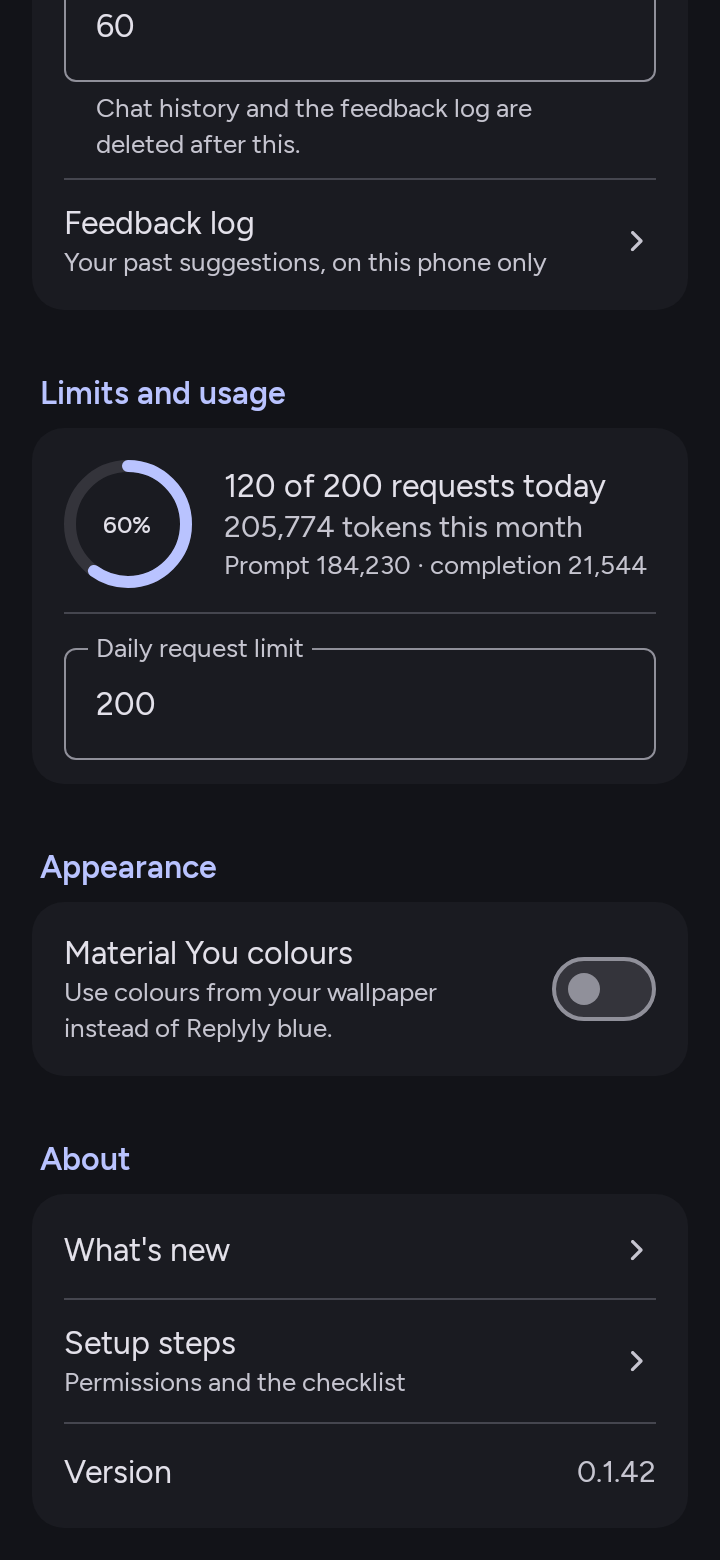 60
Chat history and the feedback log are
deleted after this.
Feedback log
Your past suggestions, on this phone only
Limits and usage
60%
120 of 200 requests today
205,774 tokens this month
Prompt 184,230 · completion 21,544
Daily request limit
200
Appearance
Material You colours
Use colours from your wallpaper
instead of Replyly blue.
About
What's new
Setup steps
Permissions and the checklist
Version
0.1.42